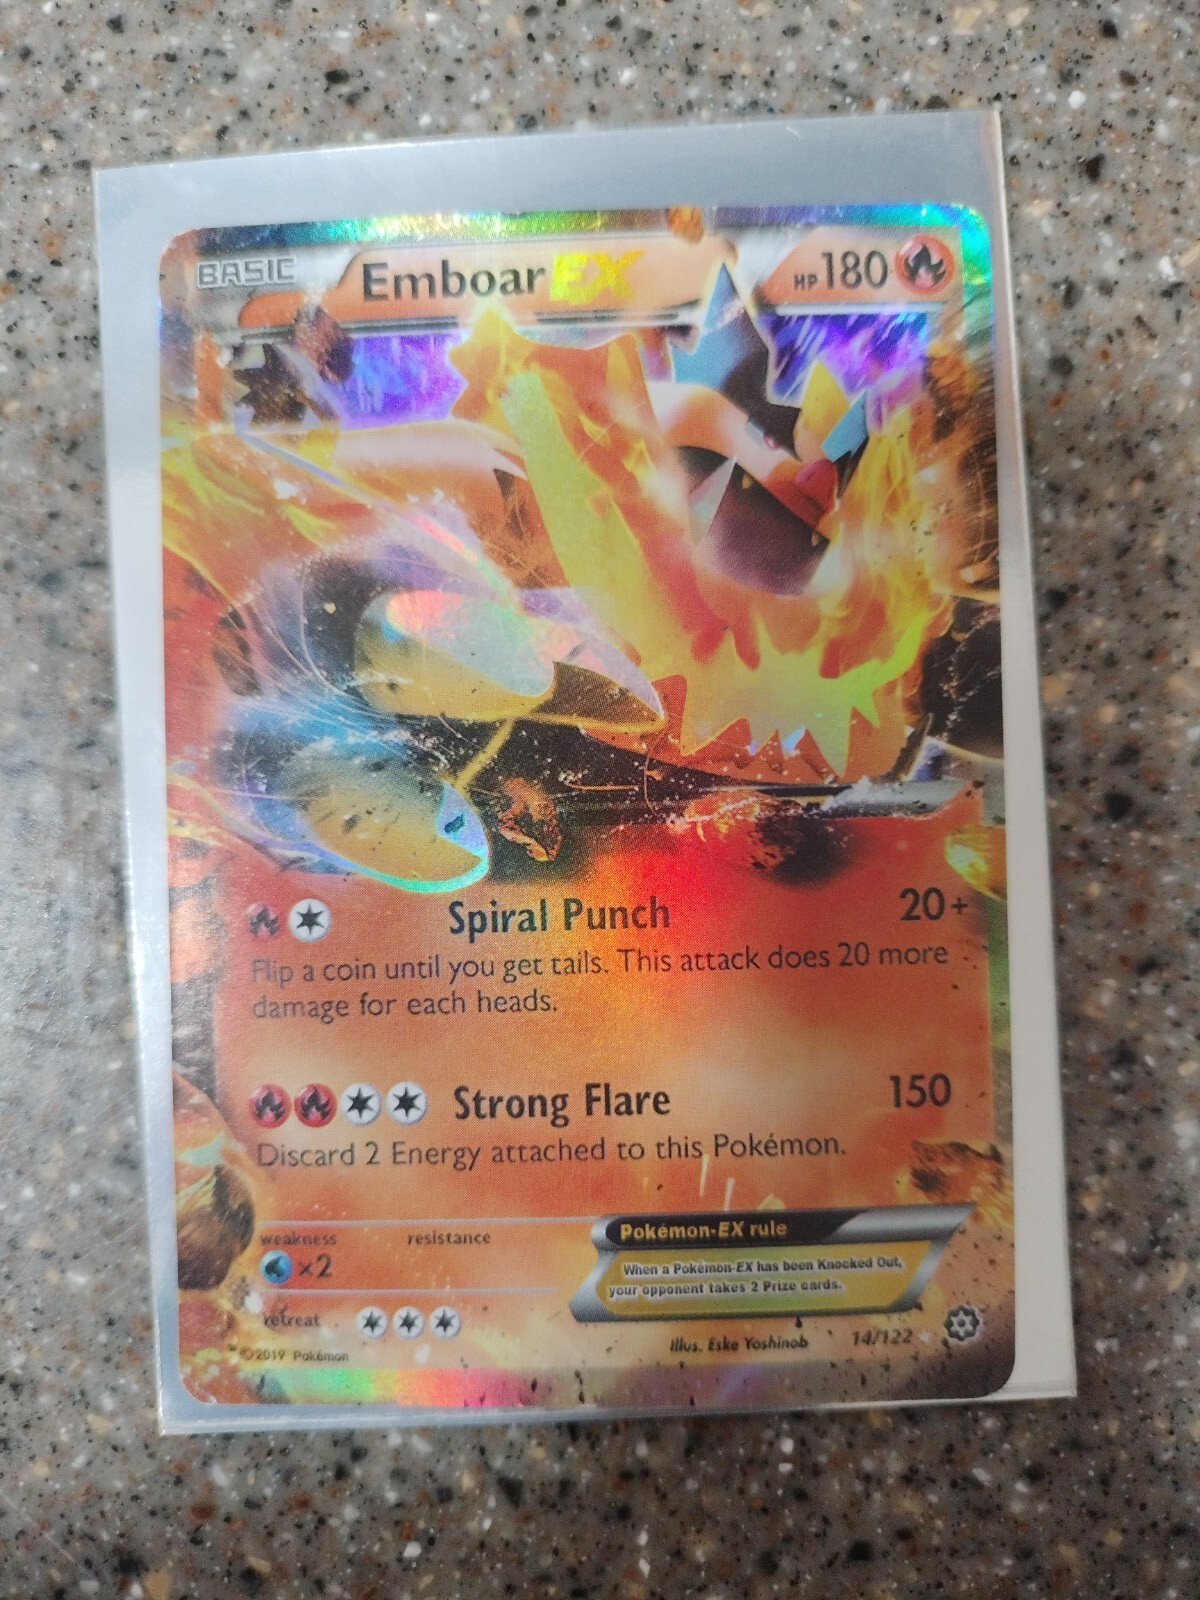 BASIC
Emboar EX
HP 180
Spiral Punch 20+
Flip a coin until you get tails. This attack does 20 more
damage for each heads.
Strong Flare 150
Discard 2 Energy attached to this Pokémon.
weakness resistance
×2
Pokémon-EX rule
When a Pokémon-EX has been Knocked Out,
your opponent takes 2 Prize cards.
retreat
Illus. Eske Yoshinob 14/122
©2019 Pokémon